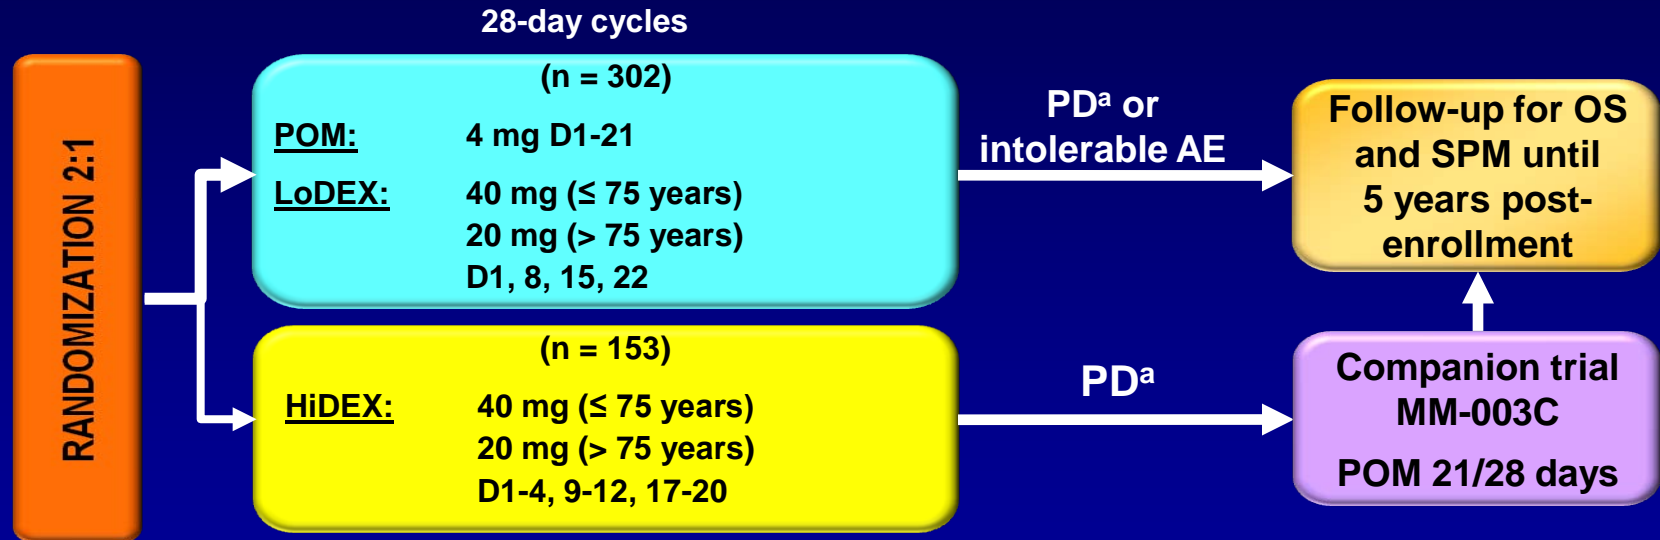 28-day cycles
RANDOMIZATION 2:1
(n = 302)
POM: 4 mg D1-21
LoDEX: 40 mg (≤ 75 years)
20 mg (> 75 years)
D1, 8, 15, 22
PDᵃ or
intolerable AE
Follow-up for OS
and SPM until
5 years post-
enrollment
(n = 153)
HiDEX: 40 mg (≤ 75 years)
20 mg (> 75 years)
D1-4, 9-12, 17-20
PDᵃ
Companion trial
MM-003C
POM 21/28 days